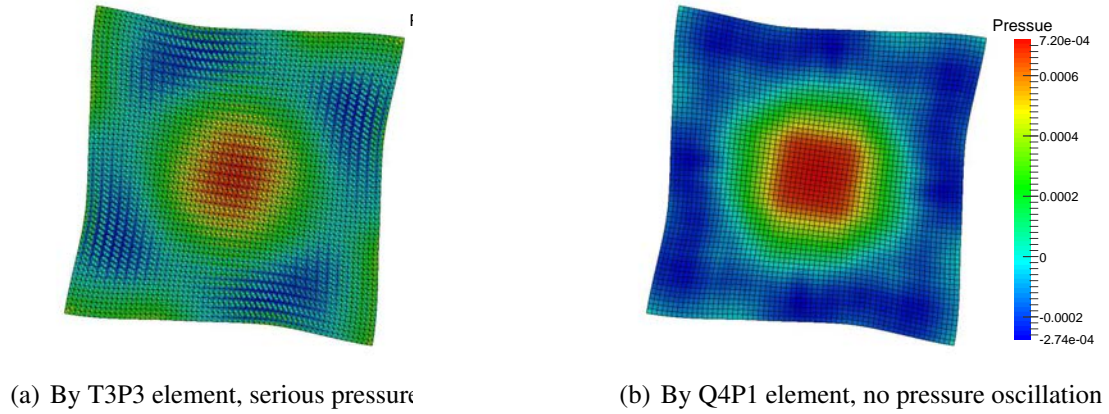 Pressue
7.20e-04
0.0006
0.0004
0.0002
0
-0.0002
-2.74e-04
(a) By T3P3 element, serious pressure
(b) By Q4P1 element, no pressure oscillation